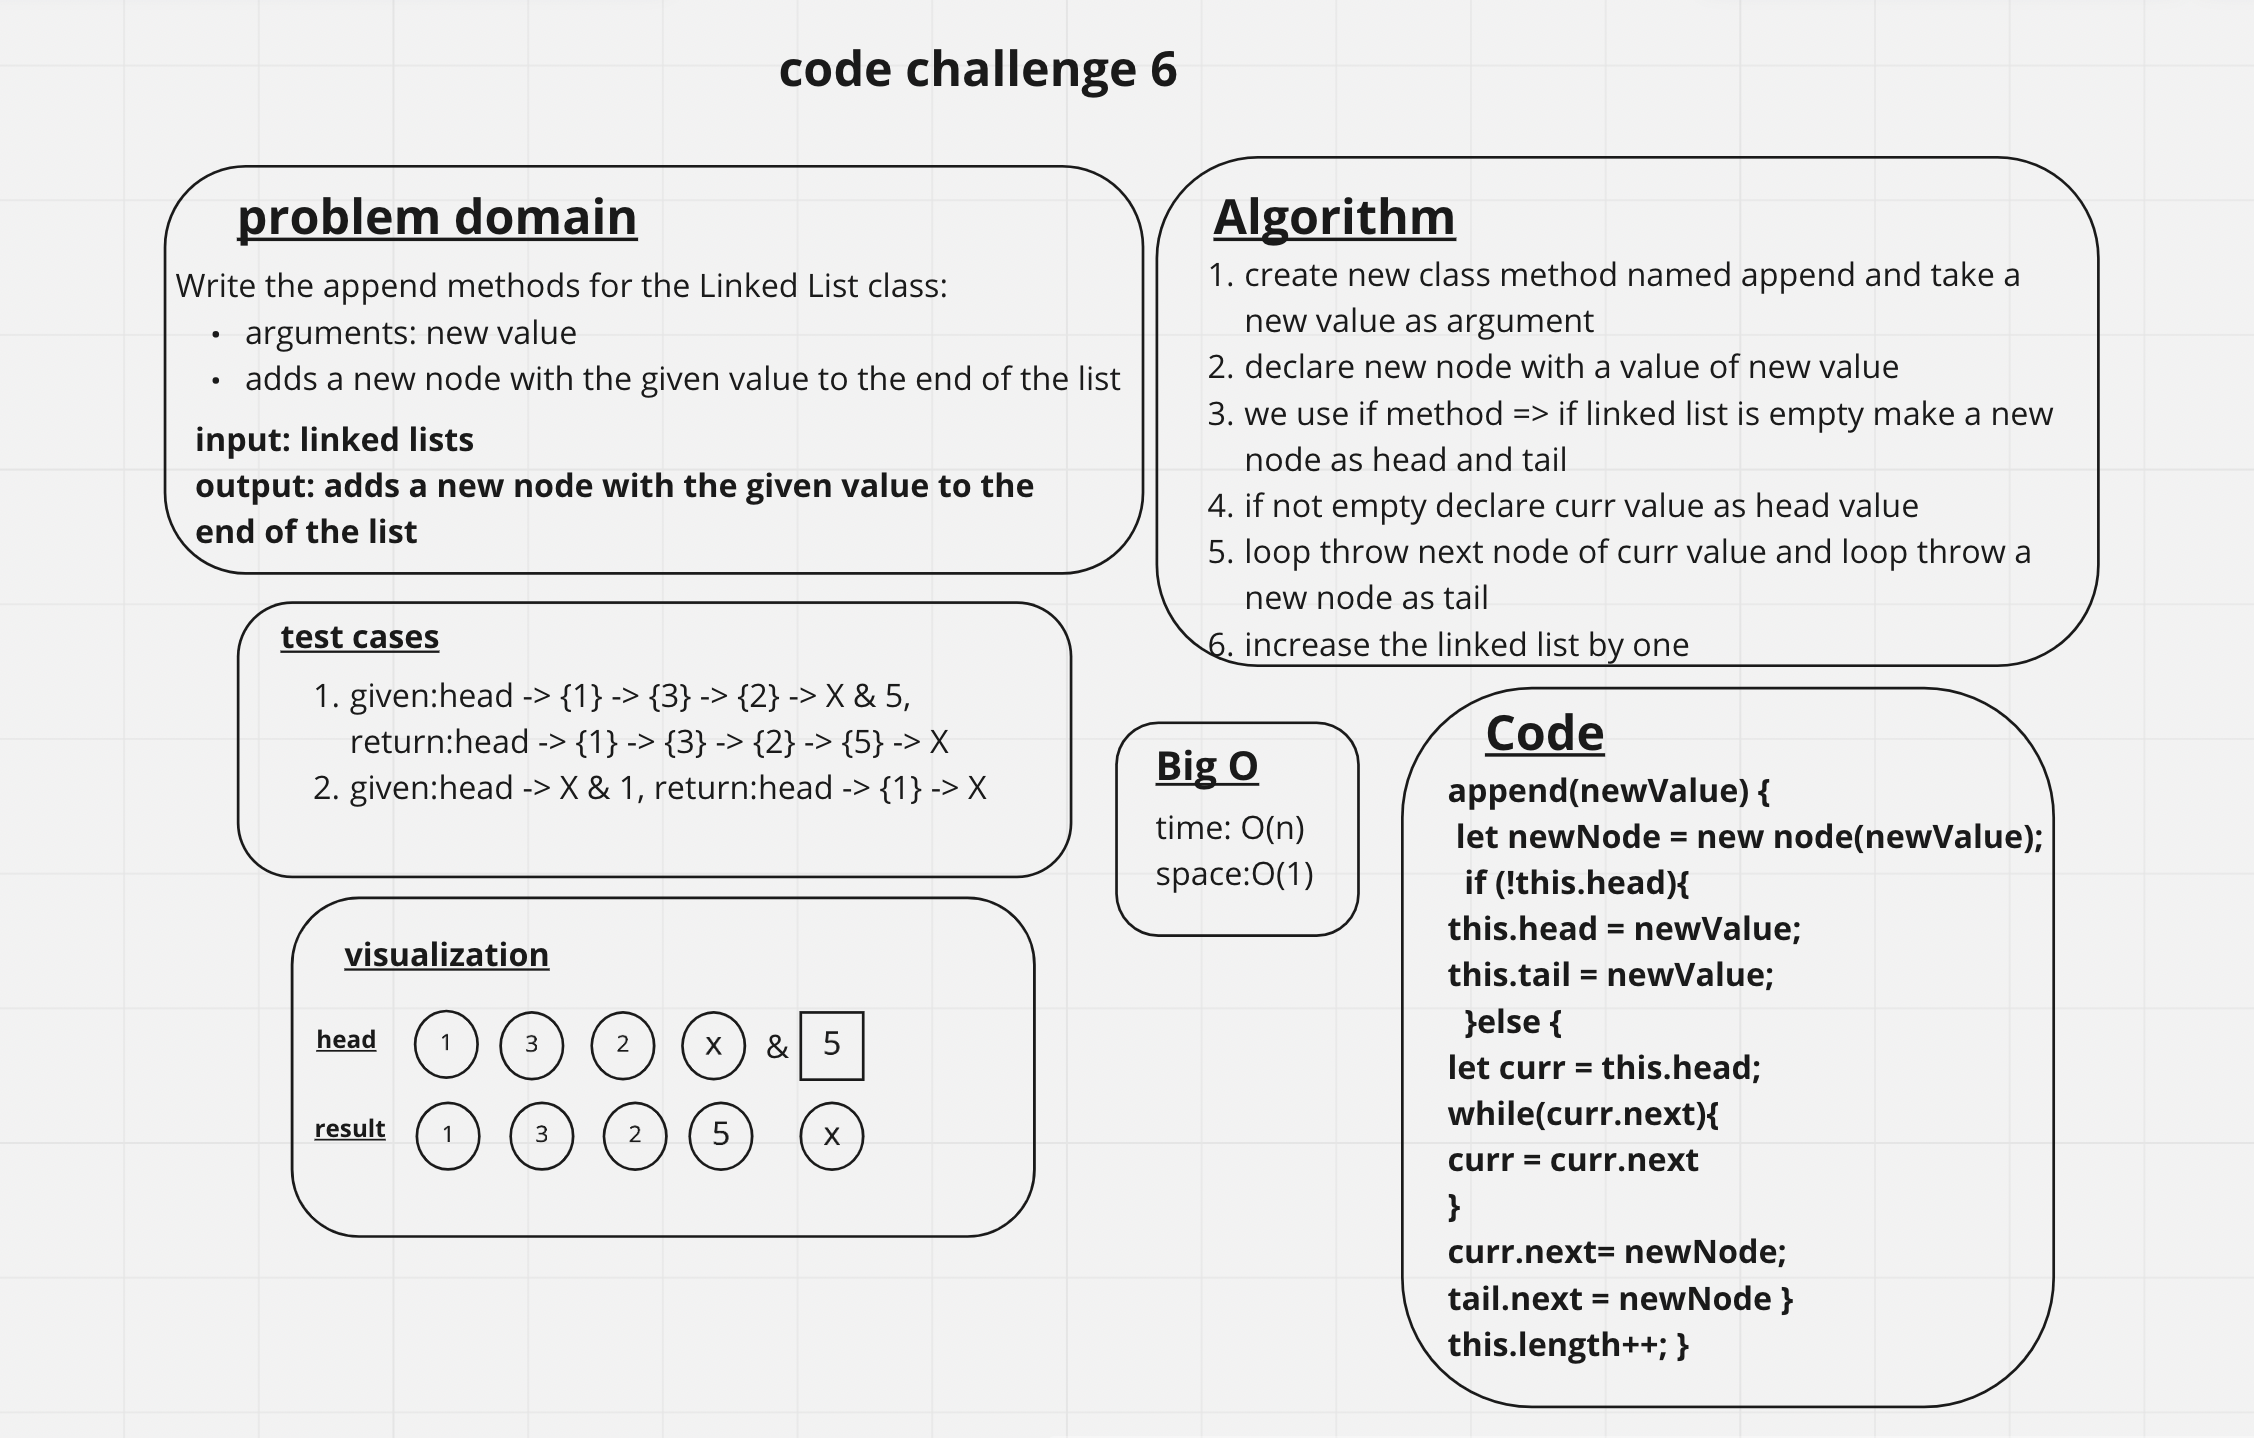 code challenge 6
problem domain
Write the append methods for the Linked List class:
• arguments: new value
• adds a new node with the given value to the end of the list
input: linked lists
output: adds a new node with the given value to the
end of the list
Algorithm
1. create new class method named append and take a
new value as argument
2. declare new node with a value of new value
3. we use if method => if linked list is empty make a new
node as head and tail
4. if not empty declare curr value as head value
5. loop throw next node of curr value and loop throw a
new node as tail
6. increase the linked list by one
test cases
1. given:head -> {1} -> {3} -> {2} -> X & 5,
return:head -> {1} -> {3} -> {2} -> {5} -> X
2. given:head -> X & 1, return:head -> {1} -> X
Big O
time: O(n)
space:O(1)
visualization
head 1 3 2 x & 5
result 1 3 2 5 x
Code
append(newValue) {
let newNode = new node(newValue);
if (!this.head){
this.head = newValue;
this.tail = newValue;
}else {
let curr = this.head;
while(curr.next){
curr = curr.next
}
curr.next= newNode;
tail.next = newNode }
this.length++; }